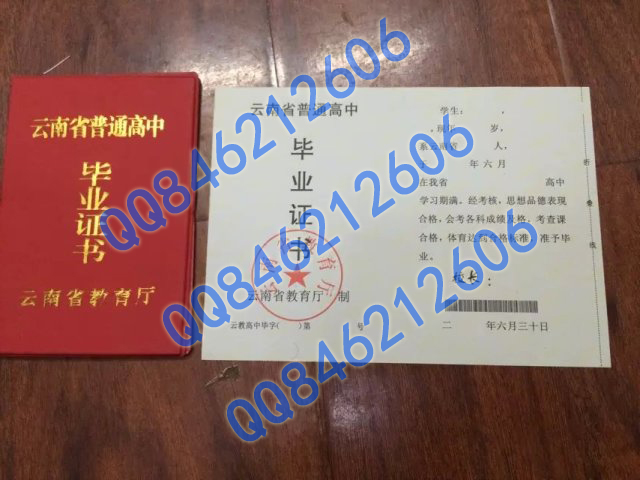 云南省普通高中
毕业证书
云南省教育厅
云南省普通高中
毕业证书
云南省教育厅 制
云教高中毕字( )第 号
学生: ,
岁,
人,
年六月
在我省 高中
学习期满。经考核，思想品德表现
合格，会考各科成绩及格，考查课
合格，体育达到合格标准，准予毕
业。
校长：
二 年六月三十日
QQ846212606
QQ846212606
QQ846212606
QQ846212606